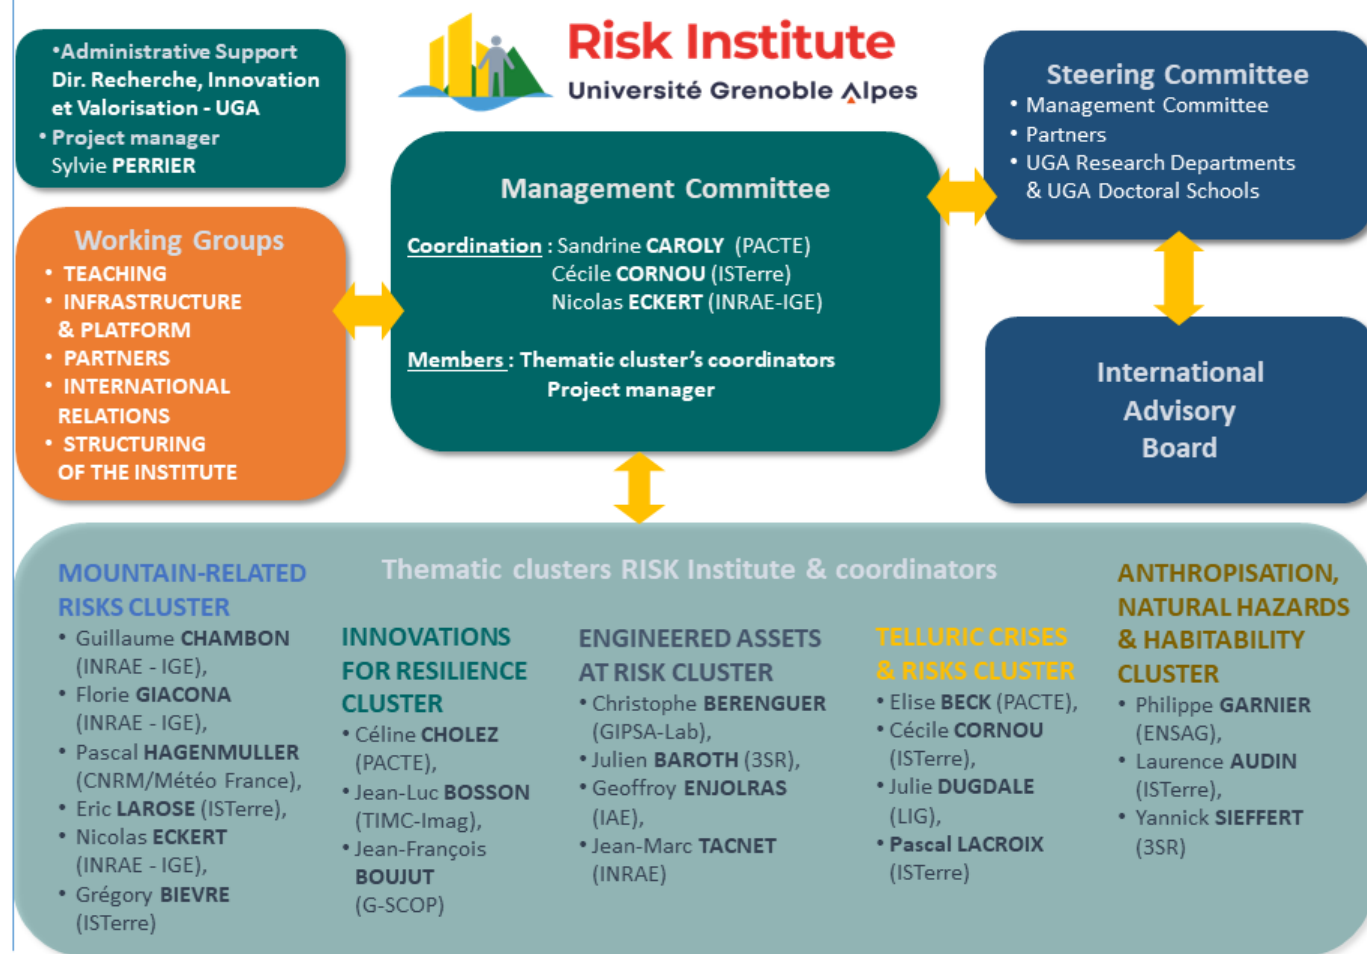 •Administrative Support
Dir. Recherche, Innovation
et Valorisation - UGA
• Project manager
Sylvie PERRIER
Risk Institute
Université Grenoble Alpes
Steering Committee
• Management Committee
• Partners
• UGA Research Departments
& UGA Doctoral Schools
Management Committee
Coordination : Sandrine CAROLY (PACTE)
Cécile CORNOU (ISTerre)
Nicolas ECKERT (INRAE-IGE)
Members : Thematic cluster's coordinators
Project manager
Working Groups
• TEACHING
• INFRASTRUCTURE
& PLATFORM
• PARTNERS
• INTERNATIONAL
RELATIONS
• STRUCTURING
OF THE INSTITUTE
International
Advisory
Board
Thematic clusters RISK Institute & coordinators
MOUNTAIN-RELATED
RISKS CLUSTER
• Guillaume CHAMBON
(INRAE - IGE),
• Florie GIACONA
(INRAE - IGE),
• Pascal HAGENMULLER
(CNRM/Météo France),
• Eric LAROSE (ISTerre),
• Nicolas ECKERT
(INRAE - IGE),
• Grégory BIEVRE
(ISTerre)
INNOVATIONS
FOR RESILIENCE
CLUSTER
• Céline CHOLEZ
(PACTE),
• Jean-Luc BOSSON
(TIMC-Imag),
• Jean-François
BOUJUT
(G-SCOP)
ENGINEERED ASSETS
AT RISK CLUSTER
• Christophe BERENGUER
(GIPSA-Lab),
• Julien BAROTH (3SR),
• Geoffroy ENJOLRAS
(IAE),
• Jean-Marc TACNET
(INRAE)
TELLURIC CRISES
& RISKS CLUSTER
• Elise BECK (PACTE),
• Cécile CORNOU
(ISTerre),
• Julie DUGDALE
(LIG),
• Pascal LACROIX
(ISTerre)
ANTHROPISATION,
NATURAL HAZARDS
& HABITABILITY
CLUSTER
• Philippe GARNIER
(ENSAG),
• Laurence AUDIN
(ISTerre),
• Yannick SIEFFERT
(3SR)